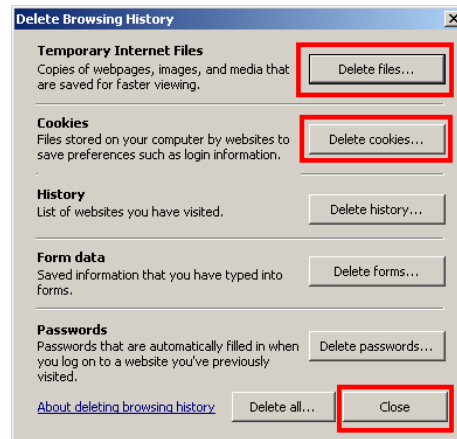 Delete Browsing History
Temporary Internet Files
Copies of webpages, images, and media that
are saved for faster viewing.
Delete files...
Cookies
Files stored on your computer by websites to
save preferences such as login information.
Delete cookies...
History
List of websites you have visited.
Delete history...
Form data
Saved information that you have typed into
forms.
Delete forms...
Passwords
Passwords that are automatically filled in when
you log on to a website you've previously
visited.
Delete passwords...
About deleting browsing history
Delete all...
Close